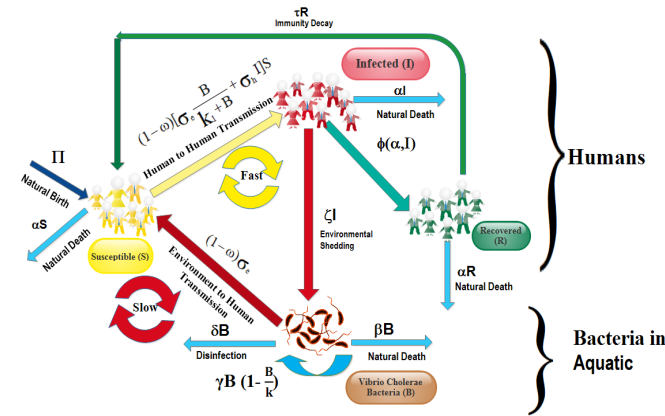 τR
Immunity Decay
Infected (I)
(1−ω)[σe B/(k1+B) + σh I]S
Human to Human Transmission
αI
Natural Death
ϕ(α,I)
Humans
Fast
Π
Natural Birth
αS
Natural Death
Susceptible (S)
ζI
Environmental
Shedding
Recovered
(R)
αR
Natural Death
(1−ω)σe
Environment to Human
Transmission
Slow
δB
Disinfection
βB
Natural Death
Bacteria in
Aquatic
γB (1- B/k)
Vibrio Cholerae
Bacteria (B)